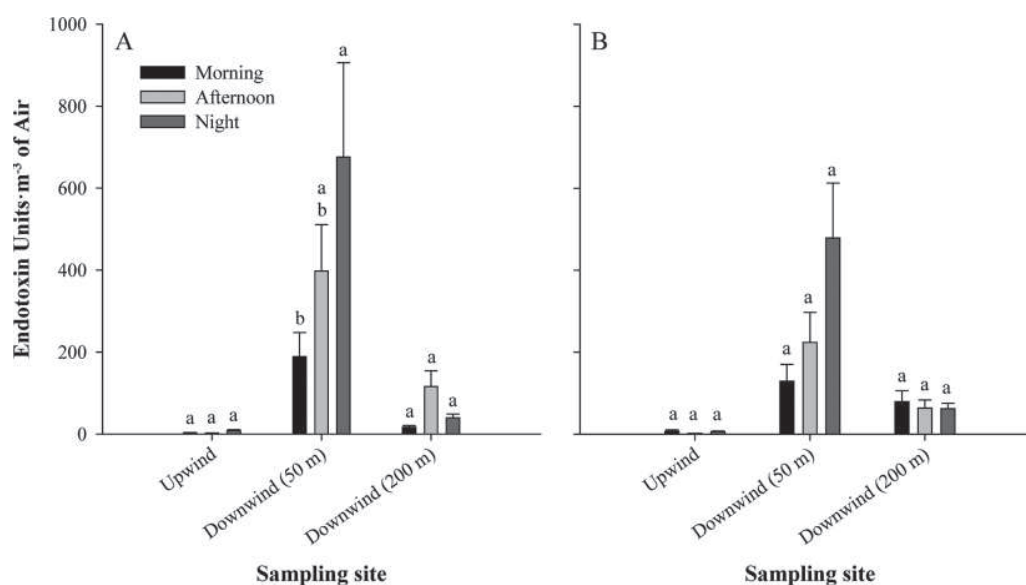 Endotoxin Units·m⁻³ of Air
1000
800
600
400
200
0
A
Morning
Afternoon
Night
a
a
a
b
a
b
a
a
a
a
Upwind
Downwind (50 m)
Downwind (200 m)
Sampling site
B
a
a
a
a
a
a
a
a
a
Upwind
Downwind (50 m)
Downwind (200 m)
Sampling site